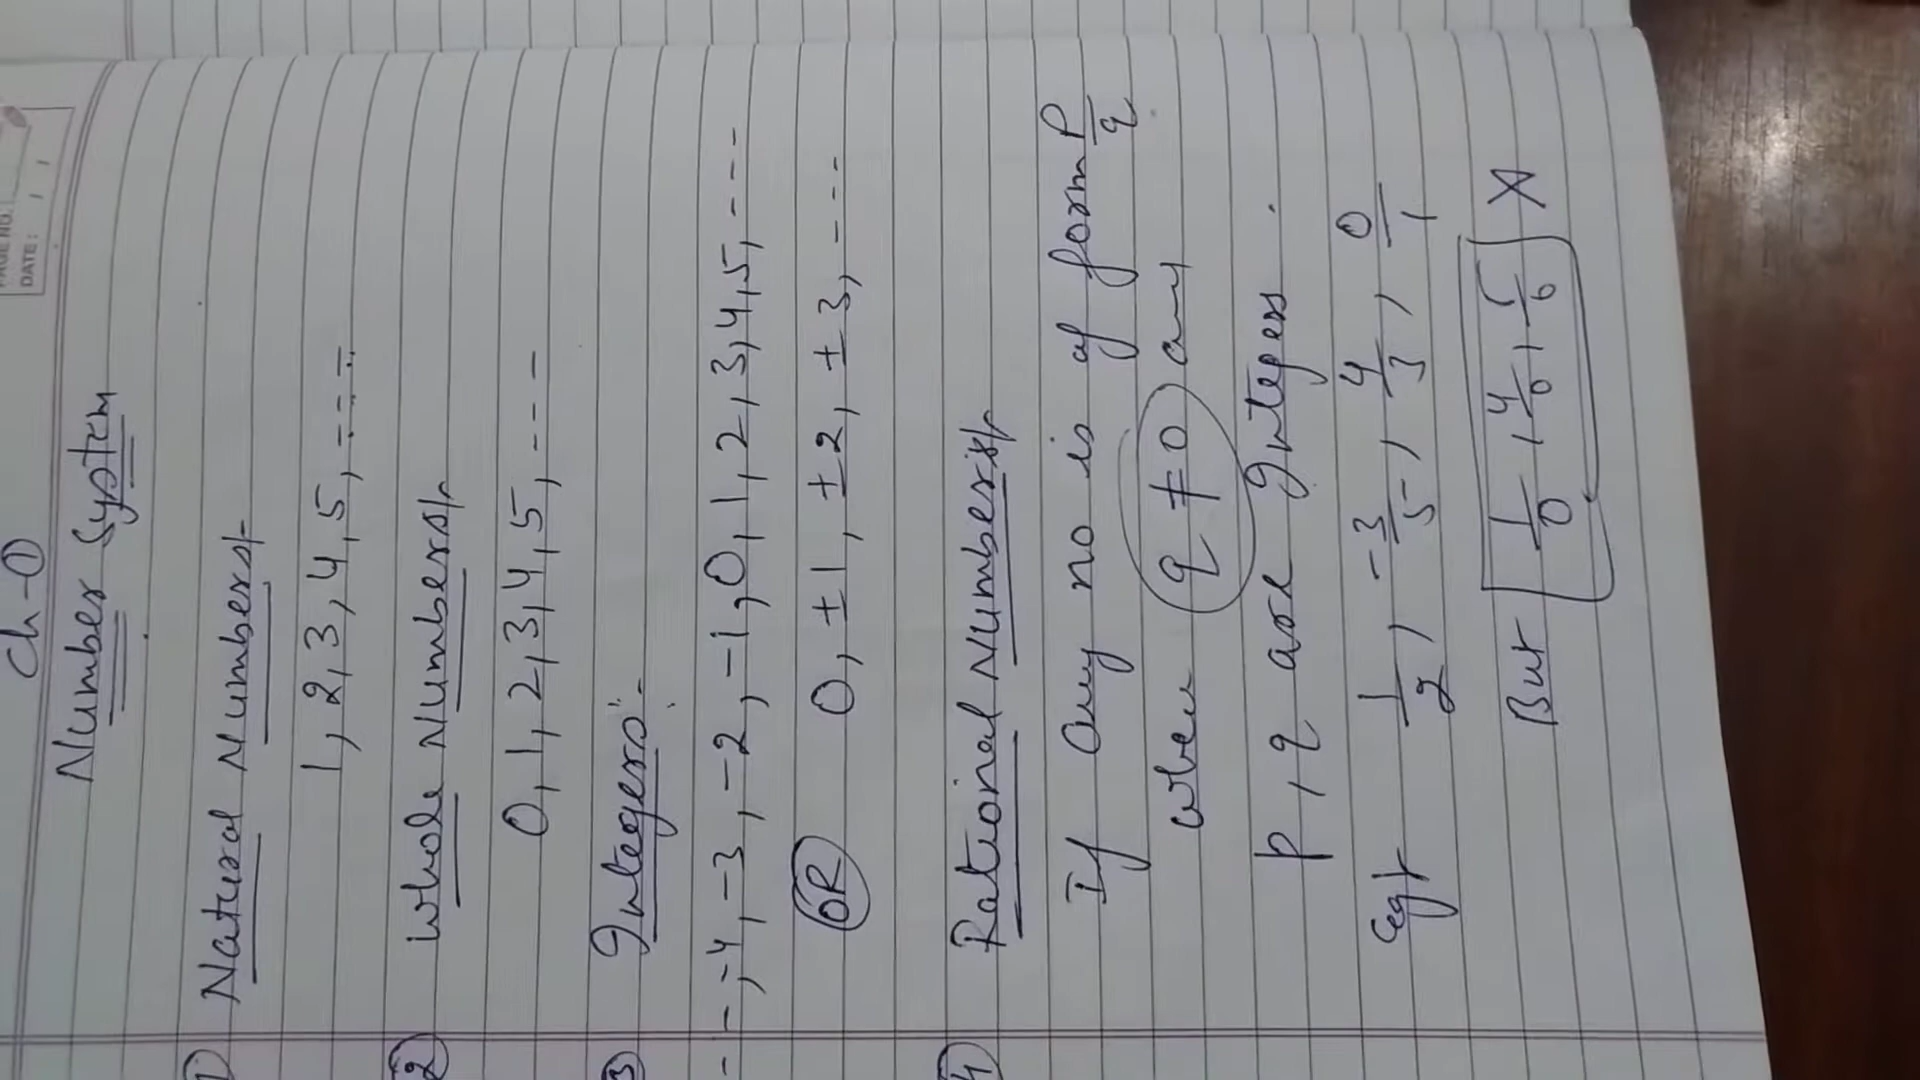 PAGE NO.:
DATE: / /
Ch-①
Number System
1) Natural Numbers:-
1, 2, 3, 4, 5, ----
② Whole Numbers:-
0, 1, 2, 3, 4, 5, ----
③ Integers:-
---, -4, -3, -2, -1, 0, 1, 2, 3, 4, 5, ---
OR 0, ±1, ±2, ±3, ----
④ Rational Numbers:-
If Any no is of form P/q
when q ≠ 0 and
p, q are Integers.
eg:- 1/2, -3/5, 4/3, 0/1
But 1/0, 4/0, 5/0 X